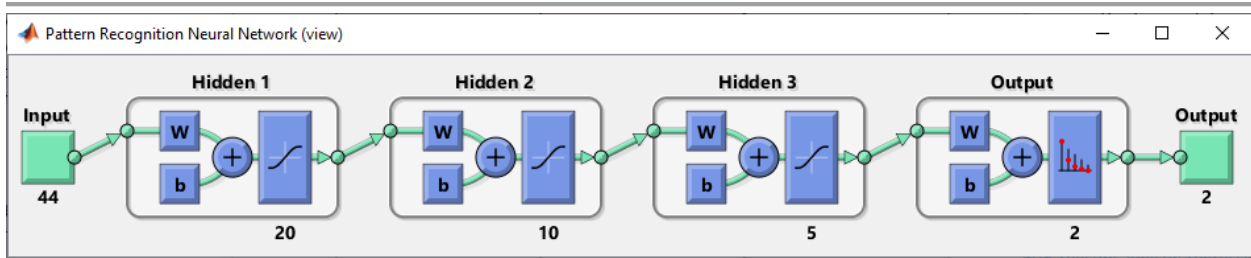 Pattern Recognition Neural Network (view)
Hidden 1 Hidden 2 Hidden 3 Output
Input Output
W W W W
+ + + +
b b b b
44 20 10 5 2 2